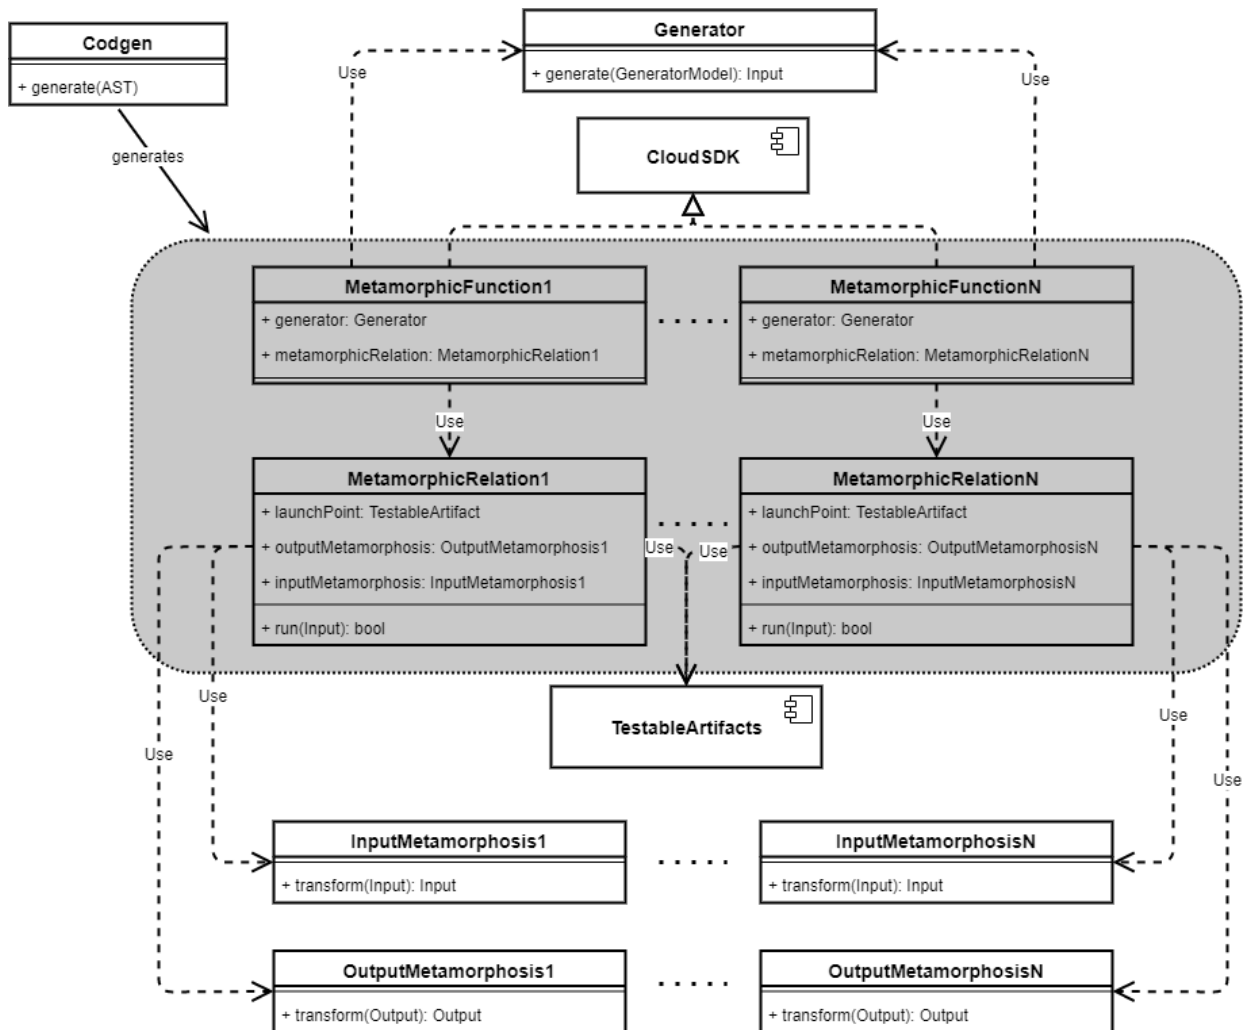 Codgen
+ generate(AST)
generates
Generator
+ generate(GeneratorModel): Input
Use
Use
CloudSDK
MetamorphicFunction1
+ generator: Generator
+ metamorphicRelation: MetamorphicRelation1
. . . . .
MetamorphicFunctionN
+ generator: Generator
+ metamorphicRelation: MetamorphicRelationN
Use
Use
MetamorphicRelation1
+ launchPoint: TestableArtifact
+ outputMetamorphosis: OutputMetamorphosis1
+ inputMetamorphosis: InputMetamorphosis1
+ run(Input): bool
. . . . .
Use
Use
MetamorphicRelationN
+ launchPoint: TestableArtifact
+ outputMetamorphosis: OutputMetamorphosisN
+ inputMetamorphosis: InputMetamorphosisN
+ run(Input): bool
Use
Use
TestableArtifacts
Use
Use
InputMetamorphosis1
+ transform(Input): Input
. . . . .
InputMetamorphosisN
+ transform(Input): Input
OutputMetamorphosis1
+ transform(Output): Output
. . . . .
OutputMetamorphosisN
+ transform(Output): Output